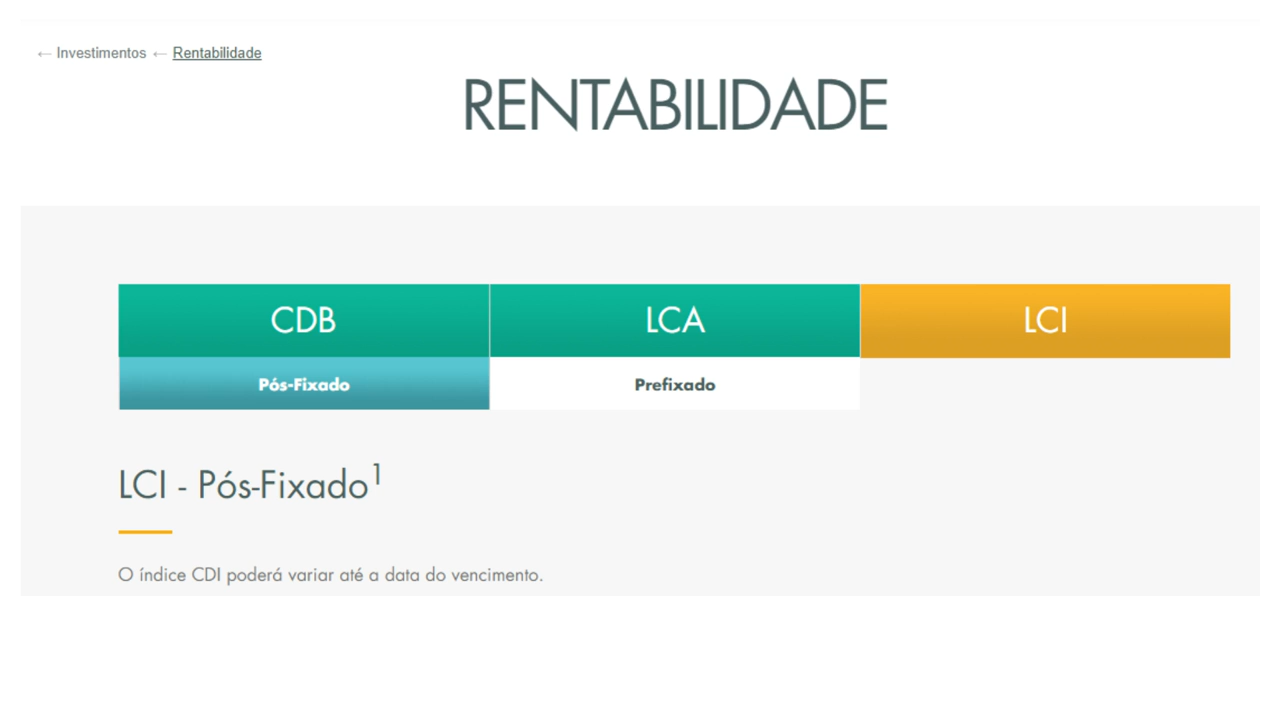 ← Investimentos ← Rentabilidade
RENTABILIDADE
CDB LCA LCI
Pós-Fixado Prefixado
LCI - Pós-Fixado¹
O índice CDI poderá variar até a data do vencimento.